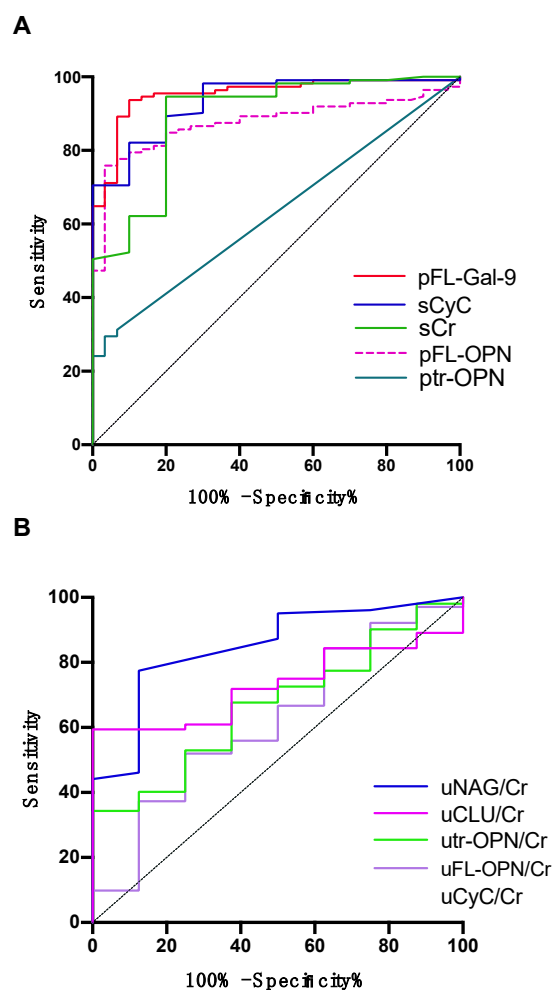 A
100
80
60
40
20
0
Sensitivity
0 20 40 60 80 100
100% -Specificity%
pFL-Gal-9
sCyC
sCr
pFL-OPN
ptr-OPN
B
100
80
60
40
20
0
Sensitivity
0 20 40 60 80 100
100% -Specificity%
uNAG/Cr
uCLU/Cr
utr-OPN/Cr
uFL-OPN/Cr
uCyC/Cr